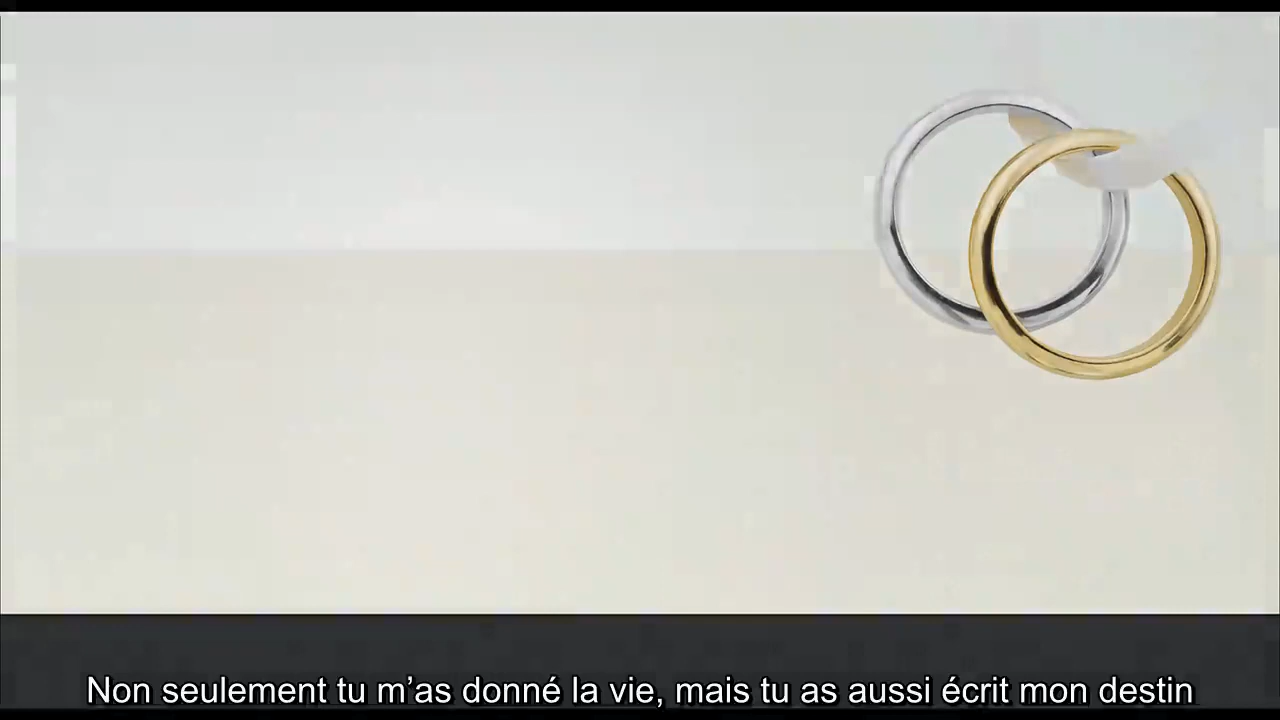 Non seulement tu m’as donné la vie, mais tu as aussi écrit mon destin